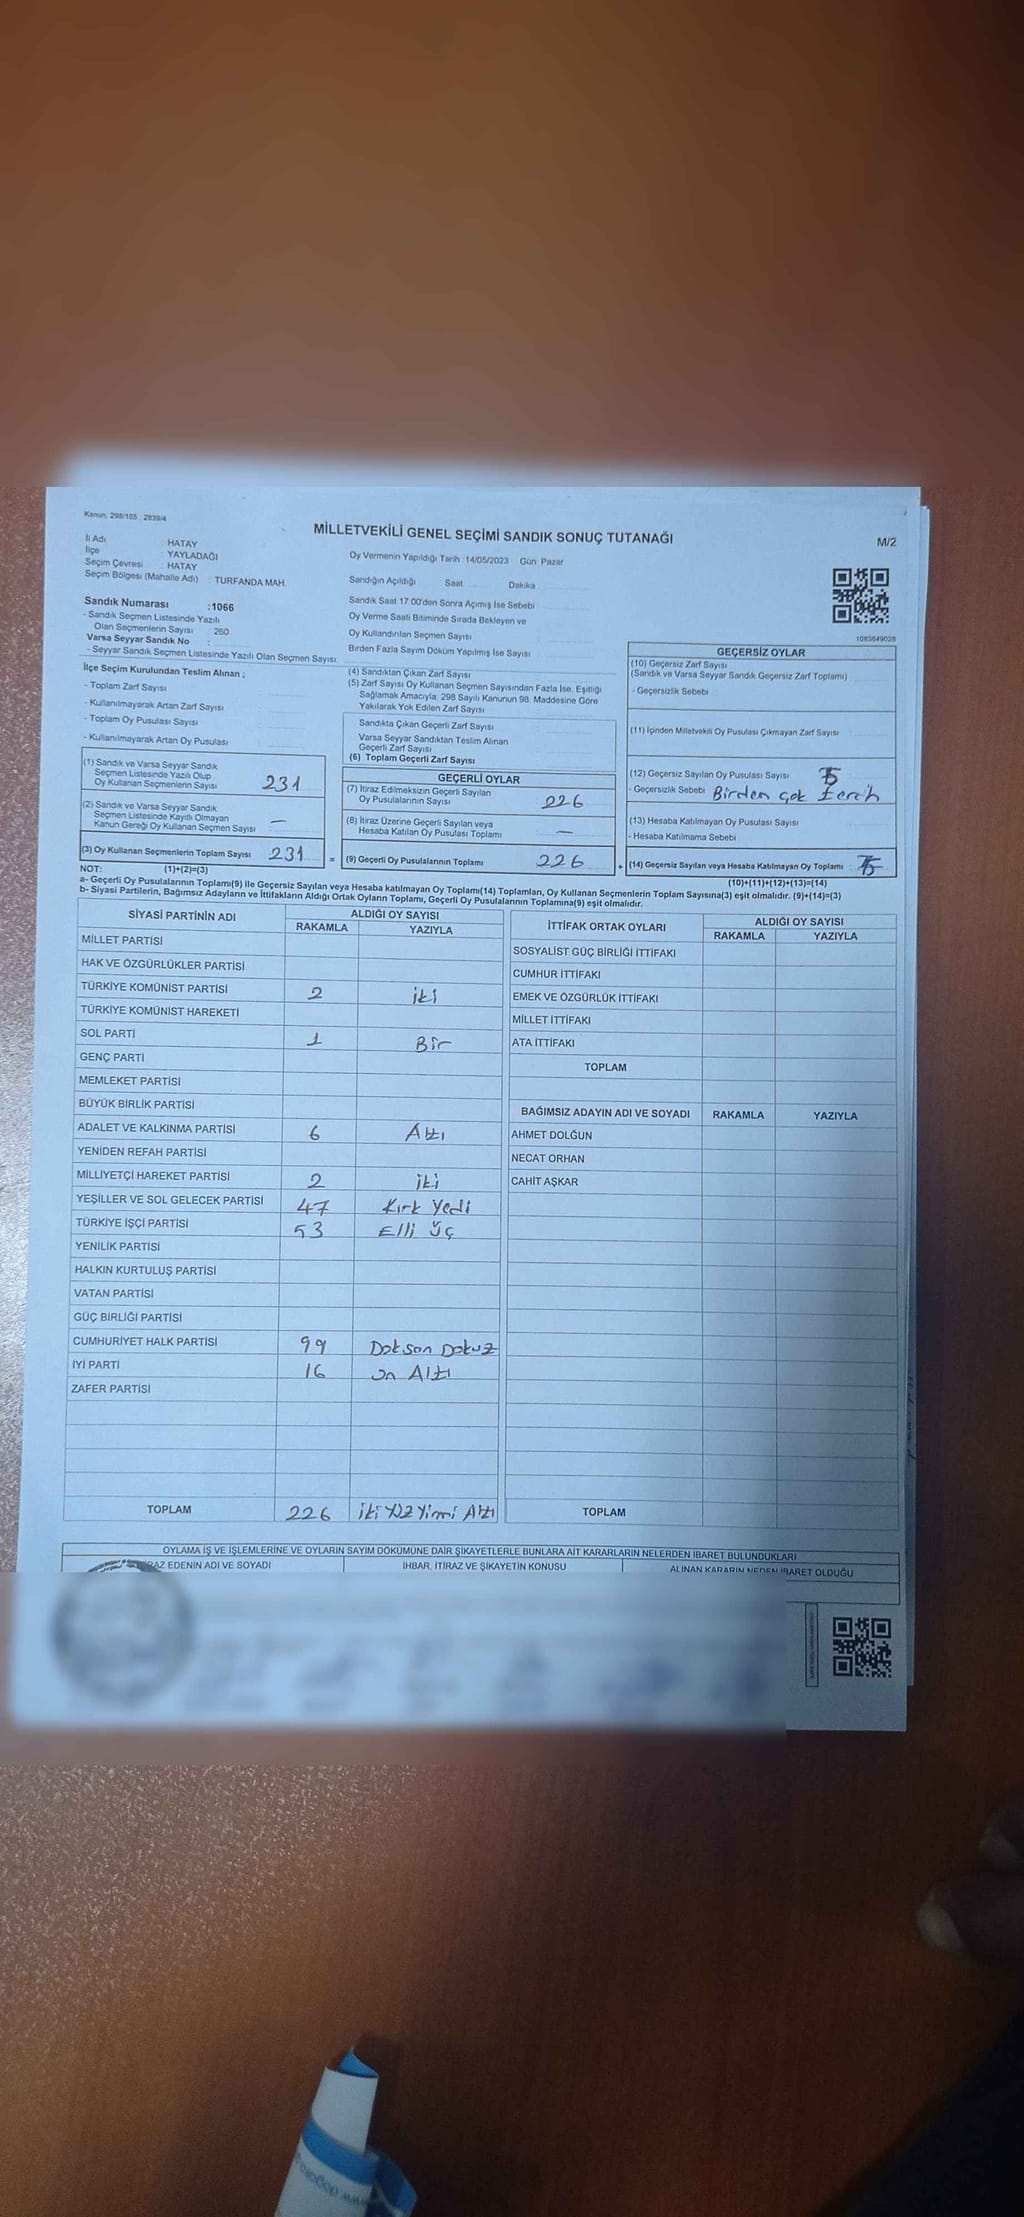 Kanun: 298/105 , 2839/4
MİLLETVEKİLİ GENEL SEÇİMİ SANDIK SONUÇ TUTANAĞI
M/2
İl Adı : HATAY
İlçe : YAYLADAĞI
Seçim Çevresi : HATAY
Seçim Bölgesi (Mahalle Adı) TURFANDA MAH.
Sandık Numarası :1066
- Sandık Seçmen Listesinde Yazılı
Olan Seçmenlerin Sayısı 260
Varsa Seyyar Sandık No :
- Seyyar Sandık Seçmen Listesinde Yazılı Olan Seçmen Sayısı:
Oy Vermenin Yapıldığı Tarih :14/05/2023 Gün: Pazar
Sandığın Açıldığı Saat Dakika
Sandık Saat 17:00'den Sonra Açılmış İse Sebebi
Oy Verme Saati Bitiminde Sırada Bekleyen ve
Oy Kullandırılan Seçmen Sayısı
Birden Fazla Sayım Döküm Yapılmış İse Sayısı
1083649028
İlçe Seçim Kurulundan Teslim Alınan ;
- Toplam Zarf Sayısı
- Kullanılmayarak Artan Zarf Sayısı
- Toplam Oy Pusulası Sayısı
- Kullanılmayarak Artan Oy Pusulası
(1) Sandık ve Varsa Seyyar Sandık
Seçmen Listesinde Yazılı Olup
Oy Kullanan Seçmenlerin Sayısı 231
(2) Sandık ve Varsa Seyyar Sandık
Seçmen Listesinde Kayıtlı Olmayan
Kanun Gereği Oy Kullanan Seçmen Sayısı –
(3) Oy Kullanan Seçmenlerin Toplam Sayısı 231 =
(4) Sandıktan Çıkan Zarf Sayısı
(5) Zarf Sayısı Oy Kullanan Seçmen Sayısından Fazla İse, Eşitliği
Sağlamak Amacıyla, 298 Sayılı Kanunun 98. Maddesine Göre
Yakılarak Yok Edilen Zarf Sayısı
Sandıkta Çıkan Geçerli Zarf Sayısı
Varsa Seyyar Sandıktan Teslim Alınan
Geçerli Zarf Sayısı
(6) Toplam Geçerli Zarf Sayısı
GEÇERLİ OYLAR
(7) İtiraz Edilmeksizin Geçerli Sayılan
Oy Pusulalarının Sayısı 226
(8) İtiraz Üzerine Geçerli Sayılan veya
Hesaba Katılan Oy Pusulası Toplamı –
(9) Geçerli Oy Pusulalarının Toplamı 226 +
GEÇERSİZ OYLAR
(10) Geçersiz Zarf Sayısı
(Sandık ve Varsa Seyyar Sandık Geçersiz Zarf Toplamı)
- Geçersizlik Sebebi
(11) İçinden Milletvekili Oy Pusulası Çıkmayan Zarf Sayısı
(12) Geçersiz Sayılan Oy Pusulası Sayısı 5
- Geçersizlik Sebebi Birden çok
(13) Hesaba Katılmayan Oy Pusulası Sayısı
- Hesaba Katılmama Sebebi
(14) Geçersiz Sayılan veya Hesaba Katılmayan Oy Toplamı 5
NOT: (1)+(2)=(3)
(10)+(11)+(12)+(13)=(14)
a- Geçerli Oy Pusulalarının Toplamı(9) ile Geçersiz Sayılan veya Hesaba katılmayan Oy Toplamı(14) Toplamları, Oy Kullanan Seçmenlerin Toplam Sayısına(3) eşit olmalıdır. (9)+(14)=(3)
b- Siyasi Partilerin, Bağımsız Adayların ve İttifakların Aldığı Ortak Oyların Toplamı, Geçerli Oy Pusulalarının Toplamına(9) eşit olmalıdır.
SİYASİ PARTİNİN ADI ALDIĞI OY SAYISI
RAKAMLA YAZIYLA
MİLLET PARTİSİ
HAK VE ÖZGÜRLÜKLER PARTİSİ
TÜRKİYE KOMÜNİST PARTİSİ 2 iki
TÜRKİYE KOMÜNİST HAREKETİ
SOL PARTİ 1 Bir
GENÇ PARTİ
MEMLEKET PARTİSİ
BÜYÜK BİRLİK PARTİSİ
ADALET VE KALKINMA PARTİSİ 6 Altı
YENİDEN REFAH PARTİSİ
MİLLİYETÇİ HAREKET PARTİSİ 2 iki
YEŞİLLER VE SOL GELECEK PARTİSİ 47 Kırk Yedi
TÜRKİYE İŞÇİ PARTİSİ 53 Elli Üç
YENİLİK PARTİSİ
HALKIN KURTULUŞ PARTİSİ
VATAN PARTİSİ
GÜÇ BİRLİĞİ PARTİSİ
CUMHURİYET HALK PARTİSİ 99 Doksan Dokuz
İYİ PARTİ 16 on Altı
ZAFER PARTİSİ
TOPLAM 226 iki Yüz Yirmi Altı
İTTİFAK ORTAK OYLARI ALDIĞI OY SAYISI
RAKAMLA YAZIYLA
SOSYALİST GÜÇ BİRLİĞİ İTTİFAKI
CUMHUR İTTİFAKI
EMEK VE ÖZGÜRLÜK İTTİFAKI
MİLLET İTTİFAKI
ATA İTTİFAKI
TOPLAM
BAĞIMSIZ ADAYIN ADI VE SOYADI RAKAMLA YAZIYLA
AHMET DOLĞUN
NECAT ORHAN
CAHİT AŞKAR
TOPLAM
OYLAMA İŞ VE İŞLEMLERİNE VE OYLARIN SAYIM DÖKÜMÜNE DAİR ŞİKAYETLERLE BUNLARA AİT KARARLARIN NELERDEN İBARET BULUNDUKLARI
EDENİN ADI VE SOYADI İHBAR, İTİRAZ VE ŞİKAYETİN KONUSU ALINAN KARARIN NEDEN İBARET OLDUĞU